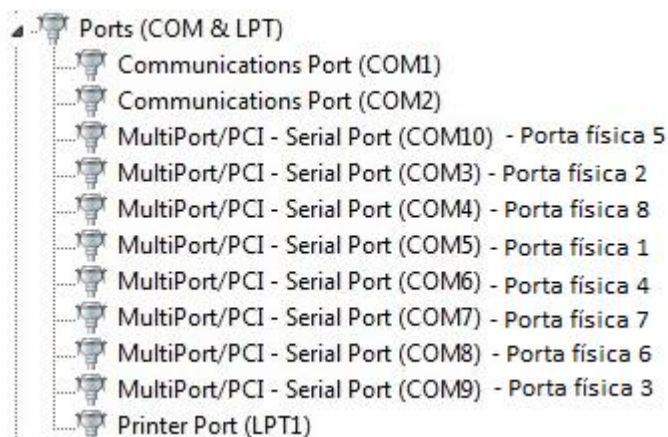 Ports (COM & LPT)
Communications Port (COM1)
Communications Port (COM2)
MultiPort/PCI - Serial Port (COM10) - Porta física 5
MultiPort/PCI - Serial Port (COM3) - Porta física 2
MultiPort/PCI - Serial Port (COM4) - Porta física 8
MultiPort/PCI - Serial Port (COM5) - Porta física 1
MultiPort/PCI - Serial Port (COM6) - Porta física 4
MultiPort/PCI - Serial Port (COM7) - Porta física 7
MultiPort/PCI - Serial Port (COM8) - Porta física 6
MultiPort/PCI - Serial Port (COM9) - Porta física 3
Printer Port (LPT1)